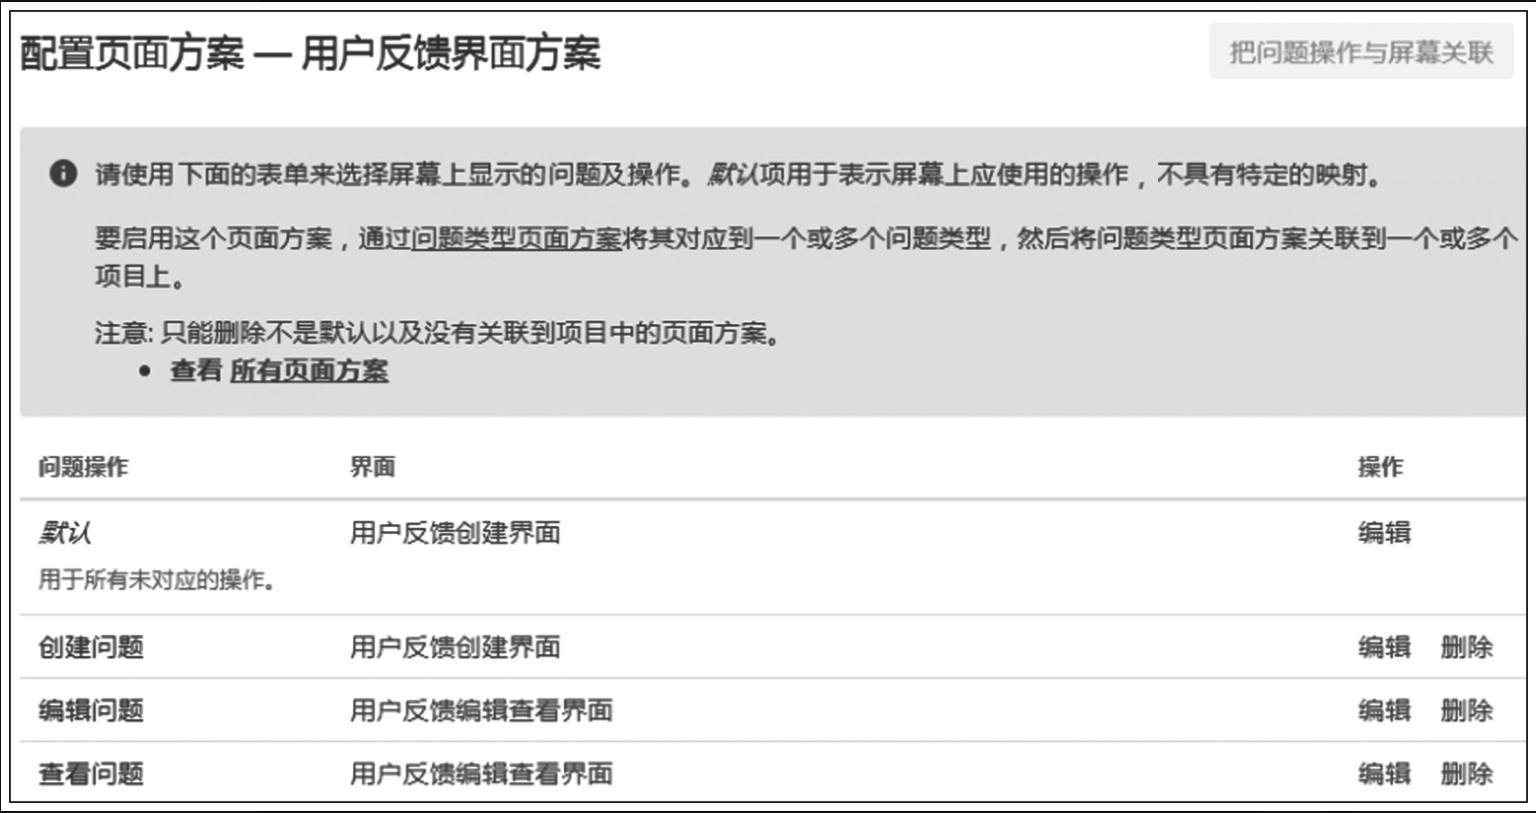 配置页面方案 — 用户反馈界面方案
把问题操作与屏幕关联
请使用下面的表单来选择屏幕上显示的问题及操作。默认项用于表示屏幕上应使用的操作，不具有特定的映射。
要启用这个页面方案，通过问题类型页面方案将其对应到一个或多个问题类型，然后将问题类型页面方案关联到一个或多个
项目上。
注意: 只能删除不是默认以及没有关联到项目中的页面方案。
• 查看 所有页面方案
问题操作 界面 操作
默认 用户反馈创建界面 编辑
用于所有未对应的操作。
创建问题 用户反馈创建界面 编辑 删除
编辑问题 用户反馈编辑查看界面 编辑 删除
查看问题 用户反馈编辑查看界面 编辑 删除